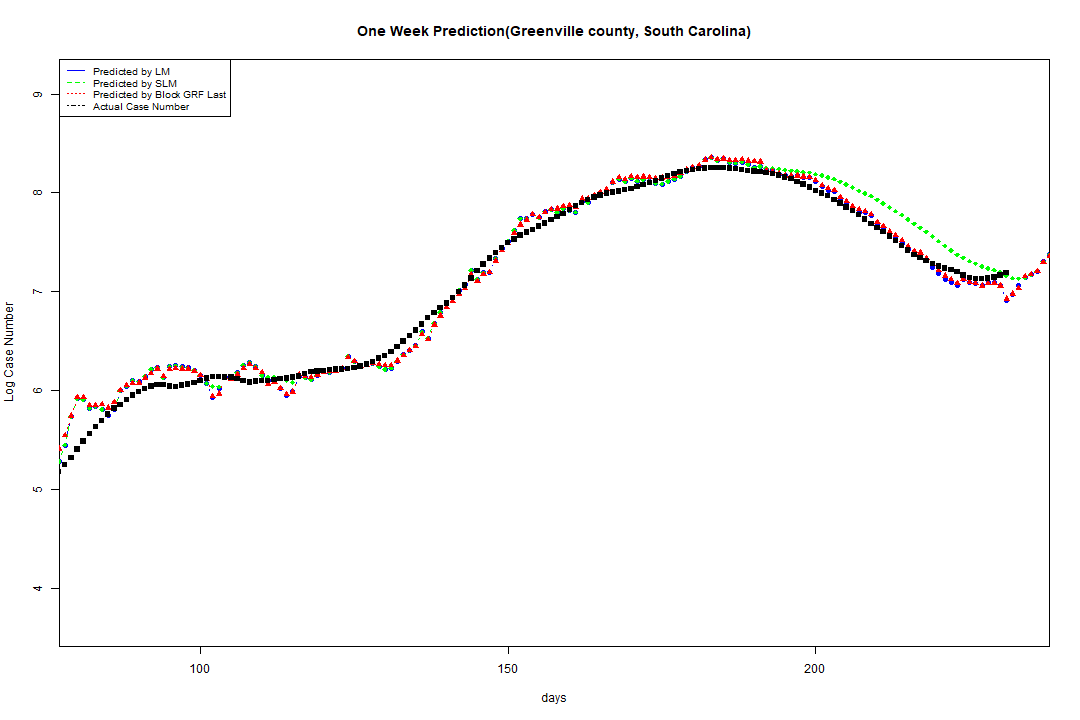 One Week Prediction(Greenville county, South Carolina)
Predicted by LM
Predicted by SLM
Predicted by Block GRF Last
Actual Case Number
9
8
7
6
5
4
Log Case Number
100
150
200
days